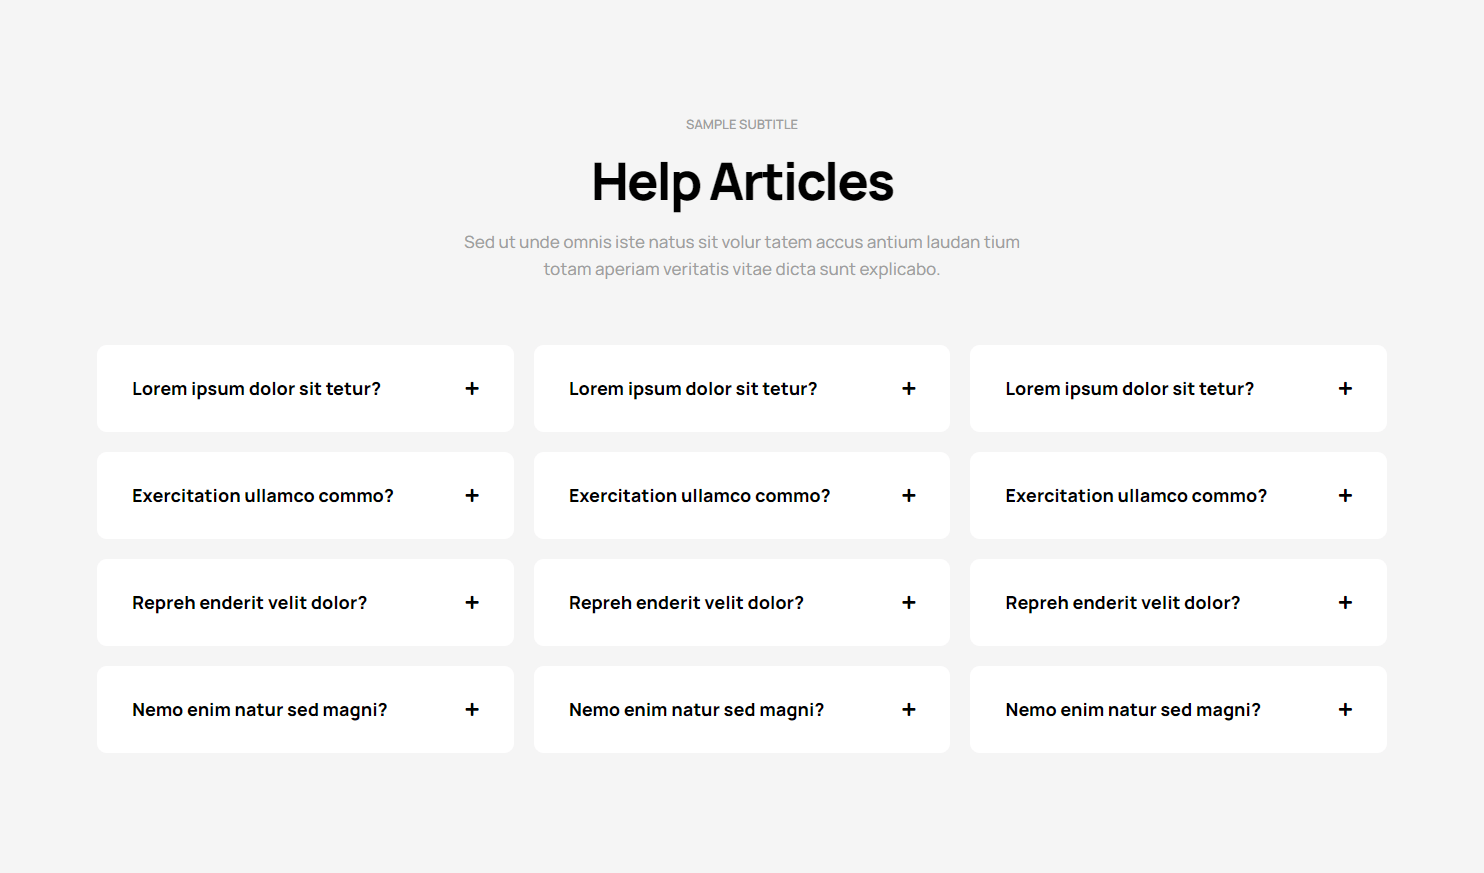 SAMPLE SUBTITLE
Help Articles
Sed ut unde omnis iste natus sit volur tatem accus antium laudan tium
totam aperiam veritatis vitae dicta sunt explicabo.
Lorem ipsum dolor sit tetur? +
Lorem ipsum dolor sit tetur? +
Lorem ipsum dolor sit tetur? +
Exercitation ullamco commo? +
Exercitation ullamco commo? +
Exercitation ullamco commo? +
Repreh enderit velit dolor? +
Repreh enderit velit dolor? +
Repreh enderit velit dolor? +
Nemo enim natur sed magni? +
Nemo enim natur sed magni? +
Nemo enim natur sed magni? +